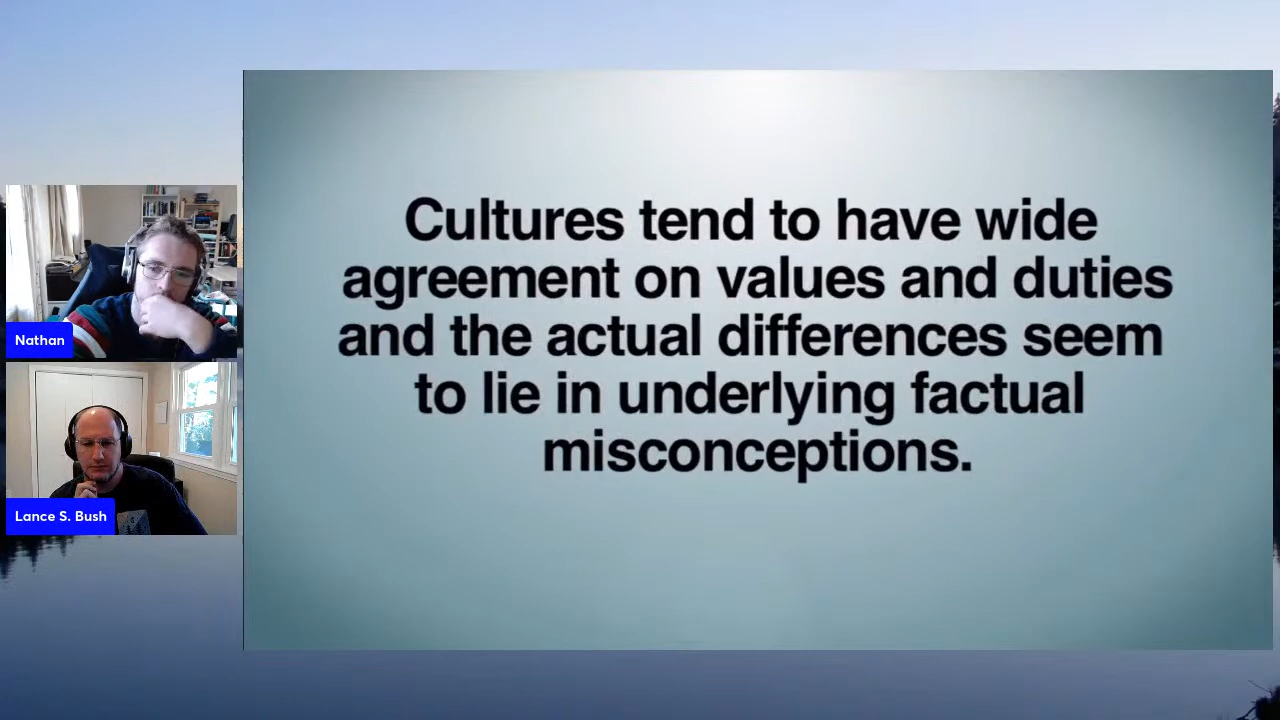 Cultures tend to have wide
agreement on values and duties
and the actual differences seem
to lie in underlying factual
misconceptions.
Nathan
Lance S. Bush